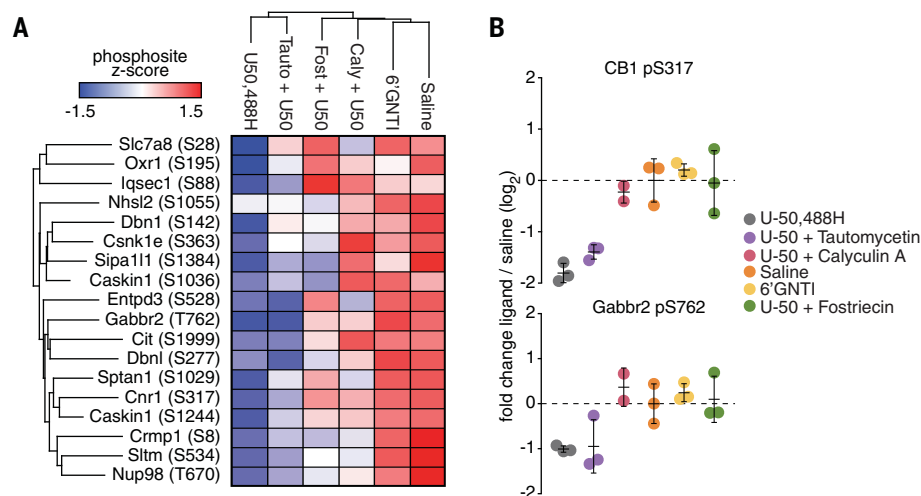 A
phosphosite
z-score
-1.5
1.5
U50,488H
Tauto + U50
Fost + U50
Caly + U50
6'GNTI
Saline
Slc7a8 (S28)
Oxr1 (S195)
Iqsec1 (S88)
Nhsl2 (S1055)
Dbn1 (S142)
Csnk1e (S363)
Sipa1l1 (S1384)
Caskin1 (S1036)
Entpd3 (S528)
Gabbr2 (T762)
Cit (S1999)
Dbnl (S277)
Sptan1 (S1029)
Cnr1 (S317)
Caskin1 (S1244)
Crmp1 (S8)
Sltm (S534)
Nup98 (T670)
B
fold change ligand / saline (log2)
CB1 pS317
2
1
0
-1
-2
Gabbr2 pS762
2
1
0
-1
-2
U-50,488H
U-50 + Tautomycetin
U-50 + Calyculin A
Saline
6'GNTI
U-50 + Fostriecin